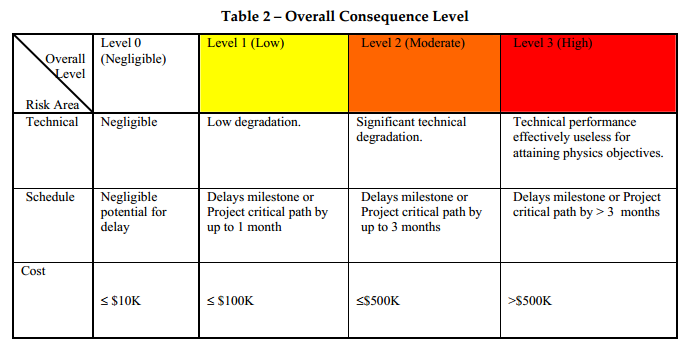 Table 2 – Overall Consequence Level
Overall
Level
Risk Area
Level 0
(Negligible)
Level 1 (Low)
Level 2 (Moderate)
Level 3 (High)
Technical
Negligible
Low degradation.
Significant technical
degradation.
Technical performance
effectively useless for
attaining physics objectives.
Schedule
Negligible
potential for
delay
Delays milestone or
Project critical path by
up to 1 month
Delays milestone or
Project critical path by
up to 3 months
Delays milestone or Project
critical path by > 3 months
Cost
≤ $10K
≤ $100K
≤$500K
>$500K